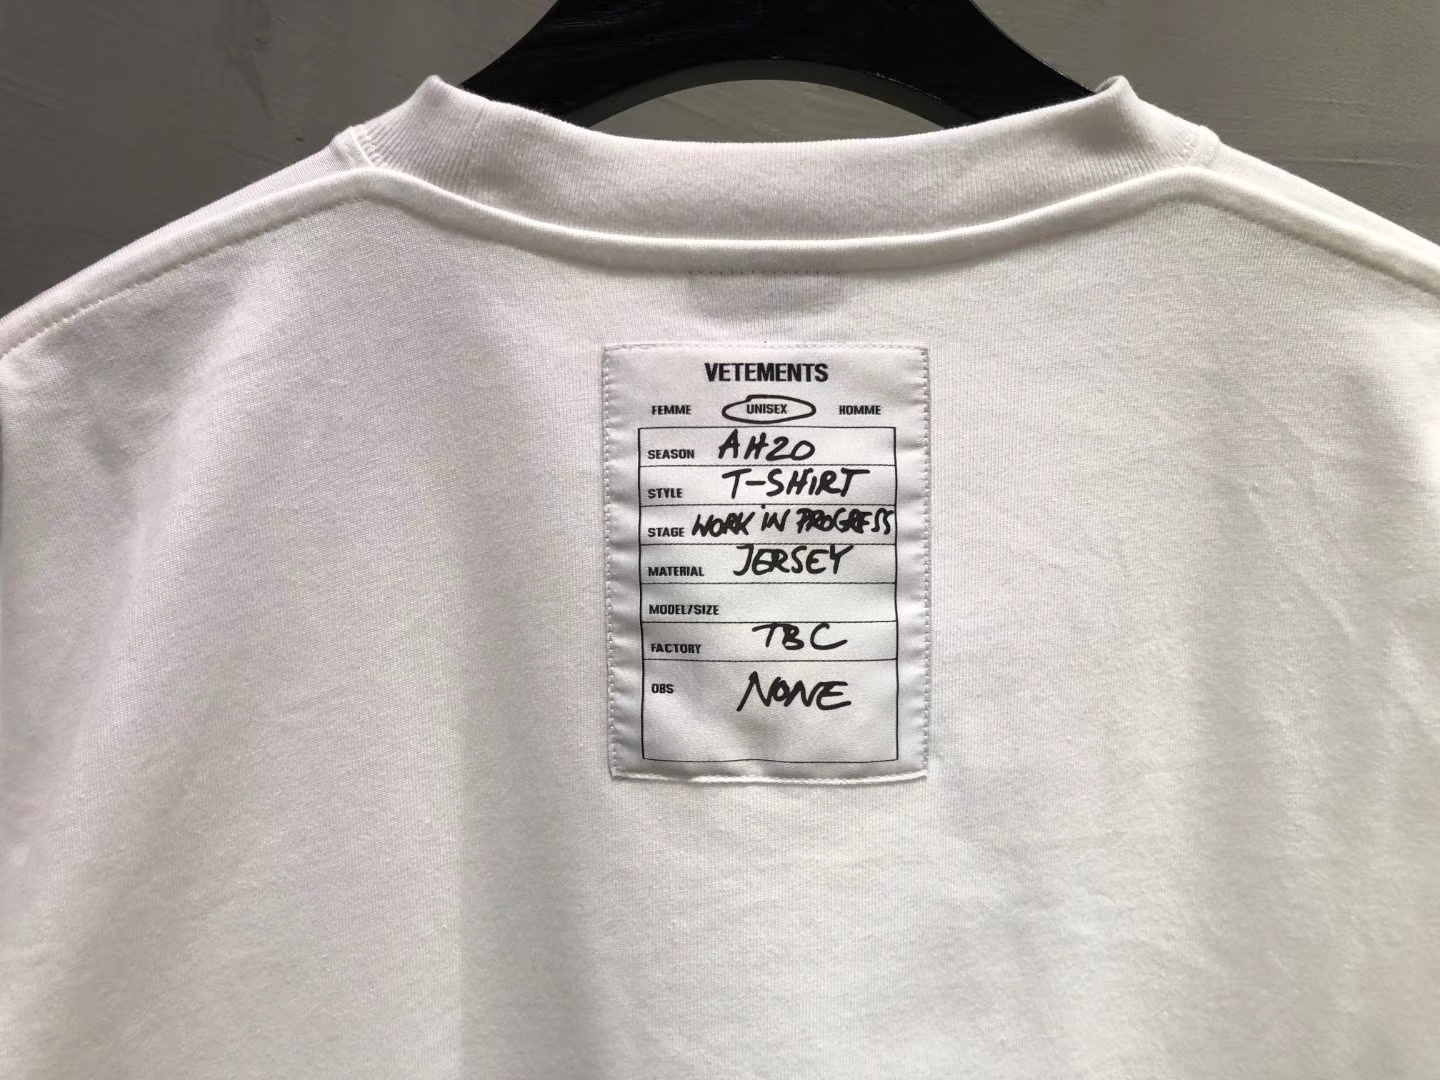 VETEMENTS
FEMME UNISEX HOMME
SEASON AH20
STYLE T-SHIRT
STAGE WORK IN PROGRESS
MATERIAL JERSEY
MODEL/SIZE
FACTORY TBC
OBS NONE